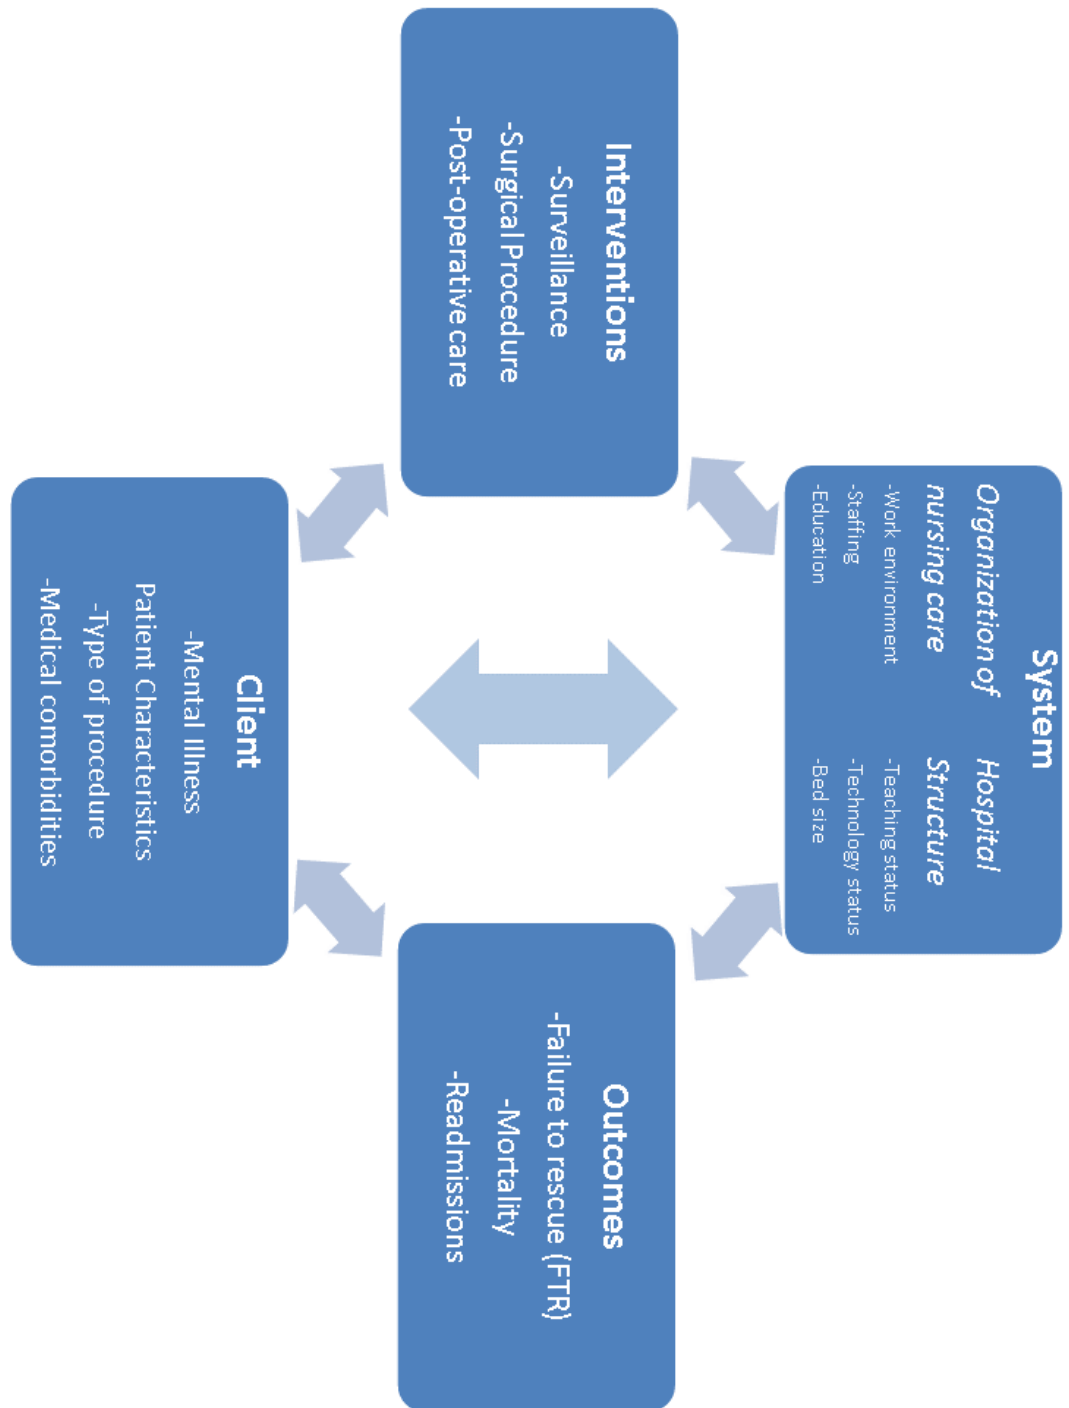 System
Organization of
nursing care
-Work environment
-Staffing
-Education
Hospital
Structure
-Teaching status
-Technology status
-Bed size
Interventions
-Surveillance
-Surgical Procedure
-Post-operative care
Outcomes
-Failure to rescue (FTR)
-Mortality
-Readmissions
Client
-Mental Illness
Patient Characteristics
-Type of procedure
-Medical comorbidities